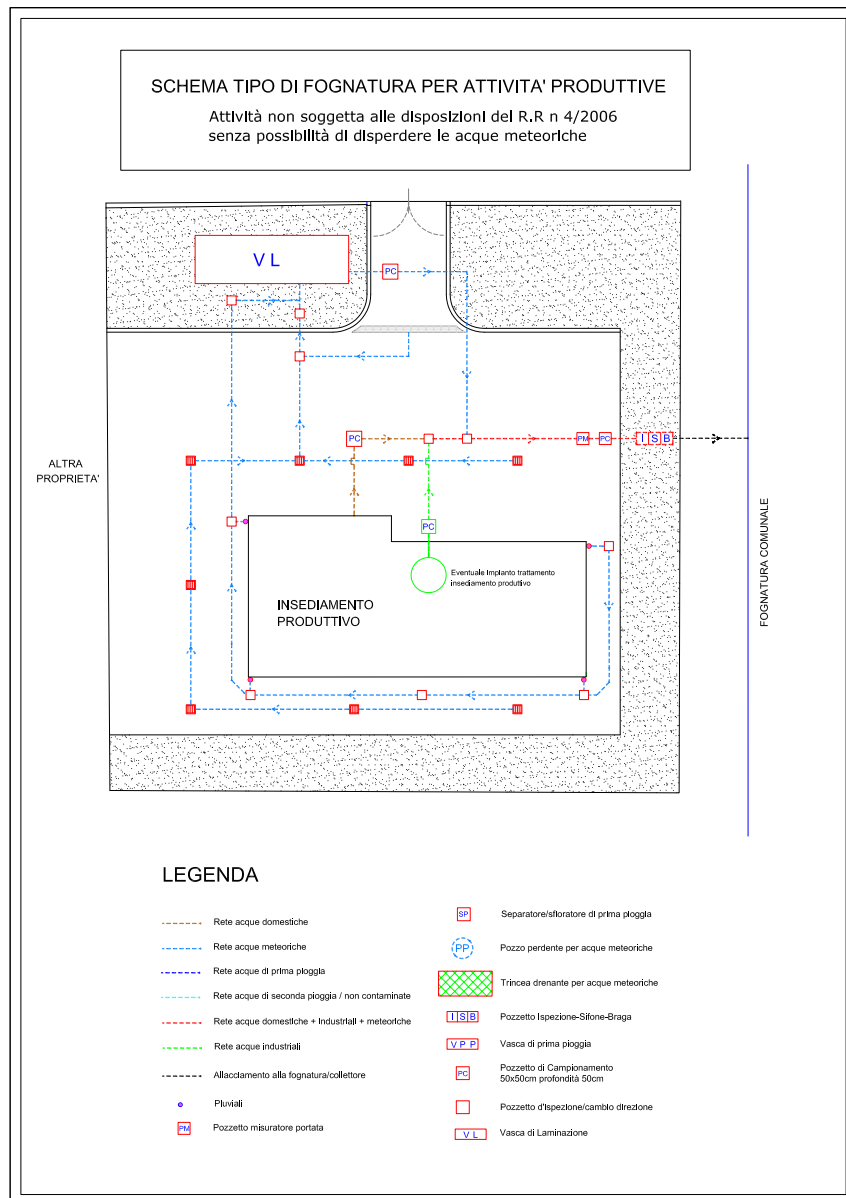 SCHEMA TIPO DI FOGNATURA PER ATTIVITA' PRODUTTIVE
Attività non soggetta alle disposizioni del R.R n 4/2006
senza possibilità di disperdere le acque meteoriche
V L
PC
PC
PM
PC
I S B
ALTRA
PROPRIETA'
PC
Eventuale Impianto trattamento
insediamento produttivo
INSEDIAMENTO
PRODUTTIVO
FOGNATURA COMUNALE
LEGENDA
Rete acque domestiche
Rete acque meteoriche
Rete acque di prima pioggia
Rete acque di seconda pioggia / non contaminate
Rete acque domestiche + industriali + meteoriche
Rete acque industriali
Allacciamento alla fognatura/collettore
Pluviali
PM Pozzetto misuratore portata
SP Separatore/sfioratore di prima pioggia
PP Pozzo perdente per acque meteoriche
Trincea drenante per acque meteoriche
I S B Pozzetto Ispezione-Sifone-Braga
V P P Vasca di prima pioggia
PC Pozzetto di Campionamento
50x50cm profondità 50cm
Pozzetto d'ispezione/cambio direzione
V L Vasca di Laminazione